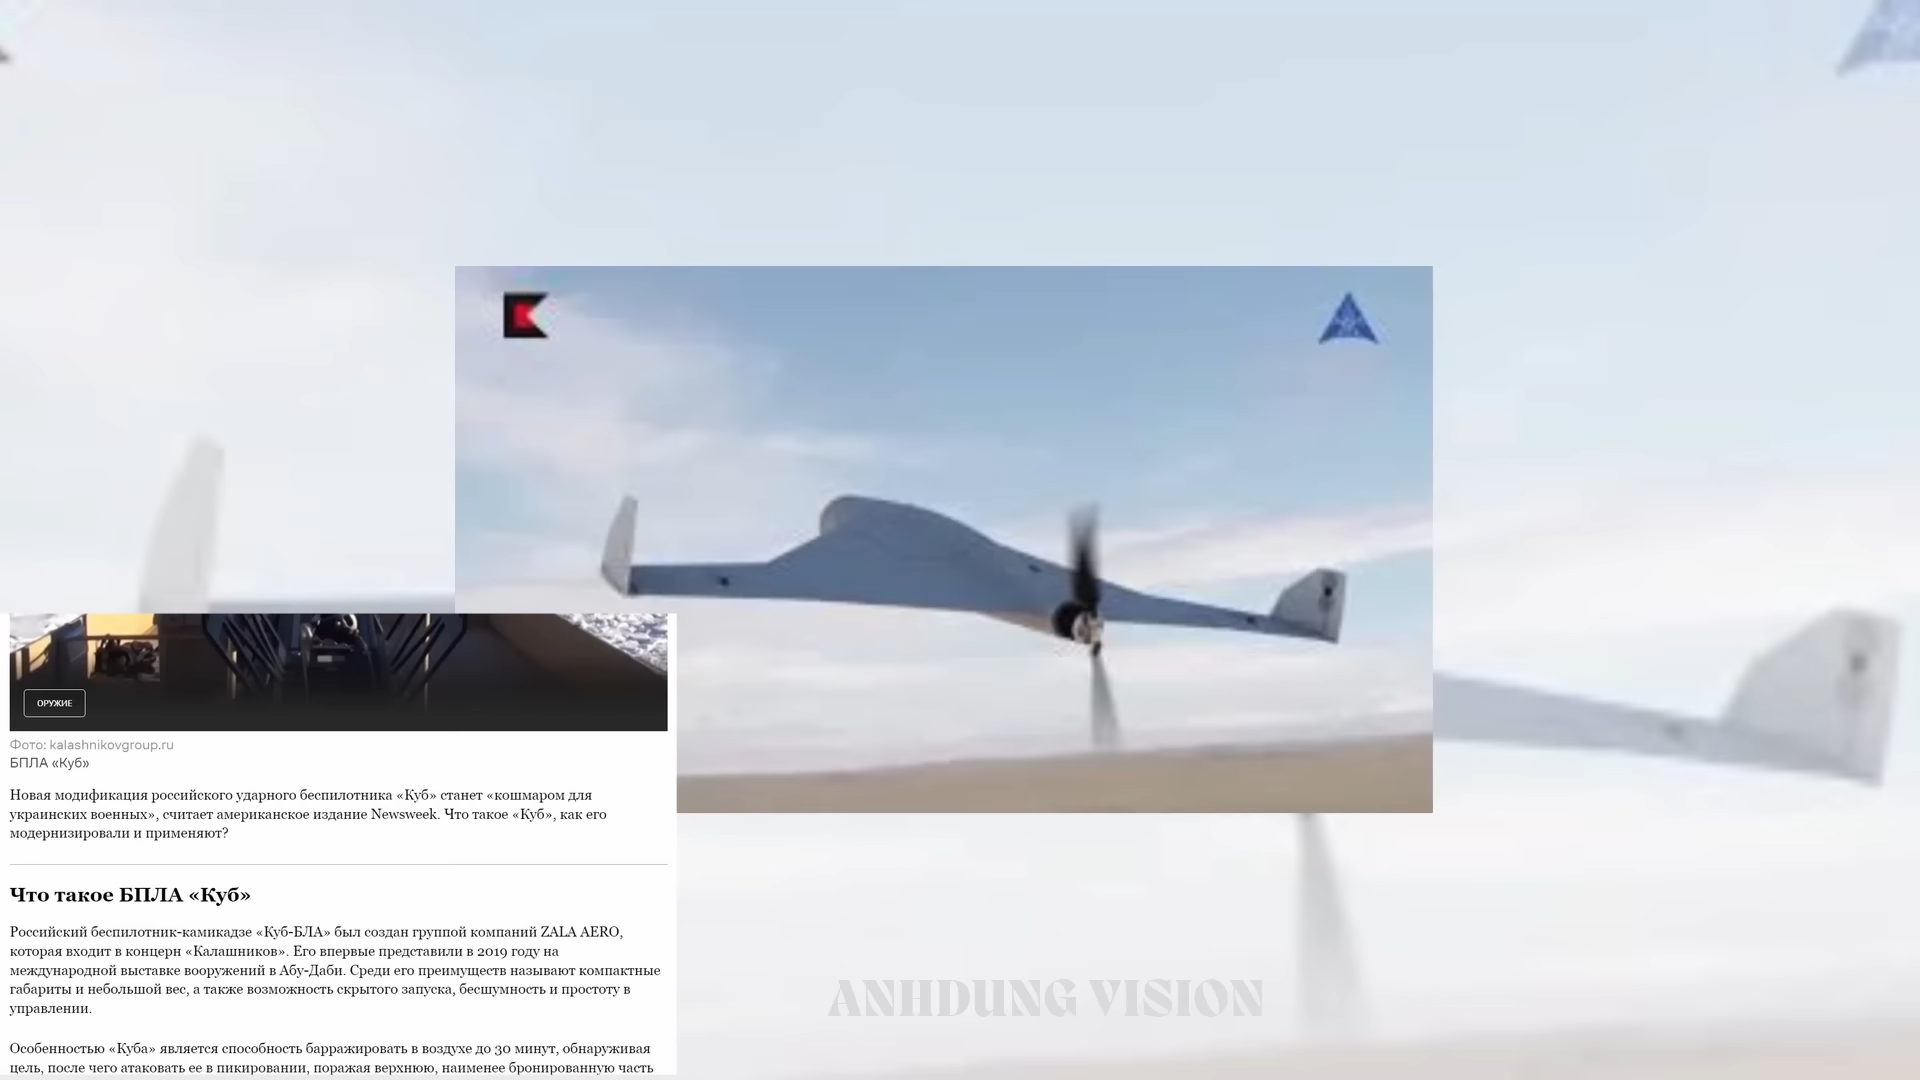 ОРУЖИЕ
Фото: kalashnikovgroup.ru
БПЛА «Куб»
Новая модификация российского ударного беспилотника «Куб» станет «кошмаром для
украинских военных», считает американское издание Newsweek. Что такое «Куб», как его
модернизировали и применяют?
Что такое БПЛА «Куб»
Российский беспилотник-камикадзе «Куб-БЛА» был создан группой компаний ZALA AERO,
которая входит в концерн «Калашников». Его впервые представили в 2019 году на
международной выставке вооружений в Абу-Даби. Среди его преимуществ называют компактные
габариты и небольшой вес, а также возможность скрытого запуска, бесшумность и простоту в
управлении.
Особенностью «Куба» является способность барражировать в воздухе до 30 минут, обнаруживая
цель, после чего атаковать ее в пикировании, поражая верхнюю, наименее бронированную часть
ANHDUNG VISION